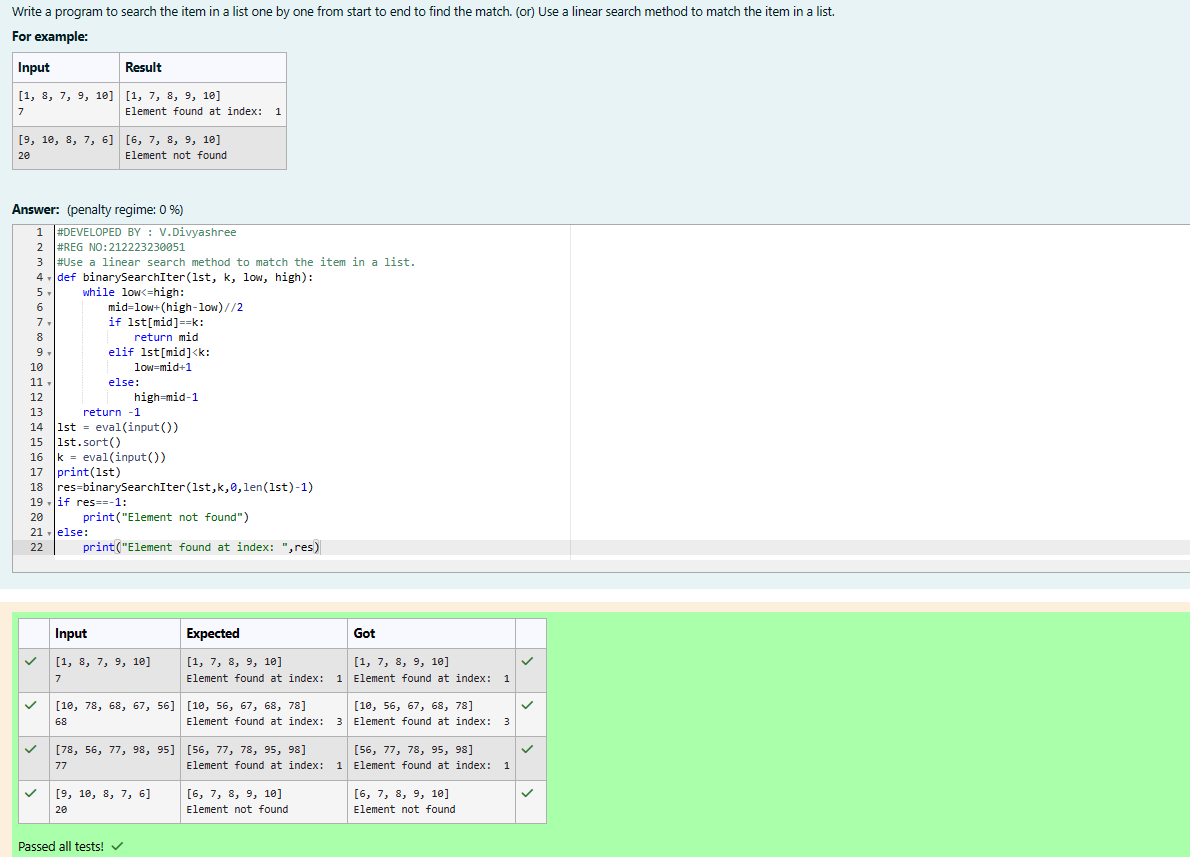 Write a program to search the item in a list one by one from start to end to find the match. (or) Use a linear search method to match the item in a list.
For example:
Input Result
[1, 8, 7, 9, 10] [1, 7, 8, 9, 10]
7 Element found at index:  1
[9, 10, 8, 7, 6] [6, 7, 8, 9, 10]
20 Element not found
Answer: (penalty regime: 0 %)
1 #DEVELOPED BY : V.Divyashree
2 #REG NO:212223230051
3 #Use a linear search method to match the item in a list.
4 def binarySearchIter(lst, k, low, high):
5     while low<=high:
6         mid=low+(high-low)//2
7         if lst[mid]==k:
8             return mid
9         elif lst[mid]<k:
10             low=mid+1
11         else:
12             high=mid-1
13     return -1
14 lst = eval(input())
15 lst.sort()
16 k = eval(input())
17 print(lst)
18 res=binarySearchIter(lst,k,0,len(lst)-1)
19 if res==-1:
20     print("Element not found")
21 else:
22     print("Element found at index: ",res)
Input Expected Got
[1, 8, 7, 9, 10] [1, 7, 8, 9, 10] [1, 7, 8, 9, 10]
7 Element found at index:  1 Element found at index:  1
[10, 78, 68, 67, 56] [10, 56, 67, 68, 78] [10, 56, 67, 68, 78]
68 Element found at index:  3 Element found at index:  3
[78, 56, 77, 98, 95] [56, 77, 78, 95, 98] [56, 77, 78, 95, 98]
77 Element found at index:  1 Element found at index:  1
[9, 10, 8, 7, 6] [6, 7, 8, 9, 10] [6, 7, 8, 9, 10]
20 Element not found Element not found
Passed all tests!